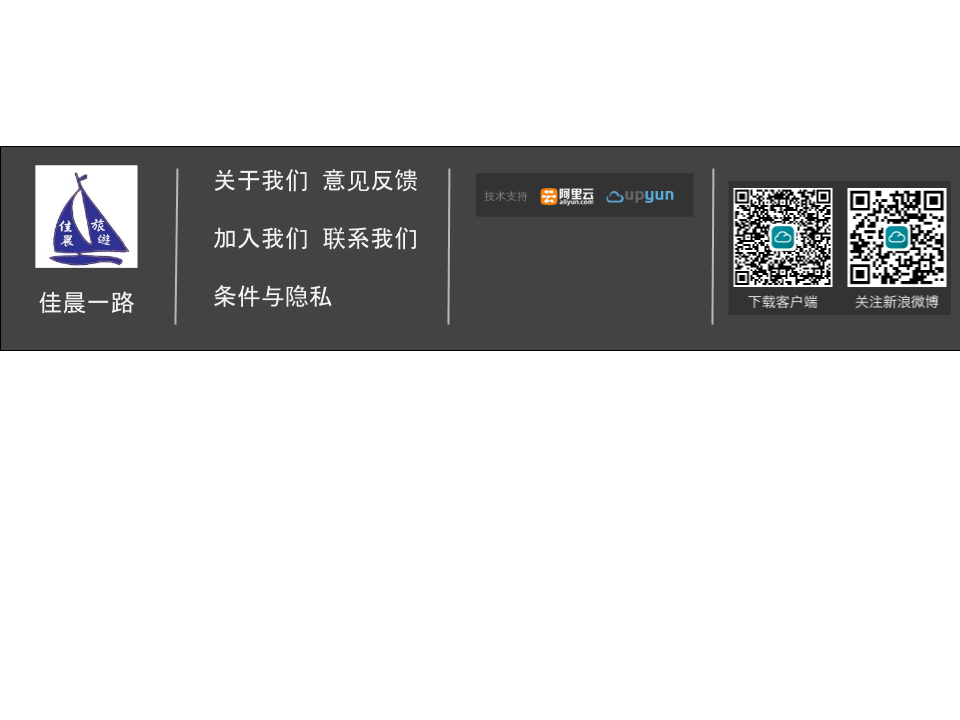 佳晨
旅遊
佳晨一路
关于我们 意见反馈
加入我们 联系我们
条件与隐私
技术支持 阿里云 aliyun.com upyun
下载客户端 关注新浪微博